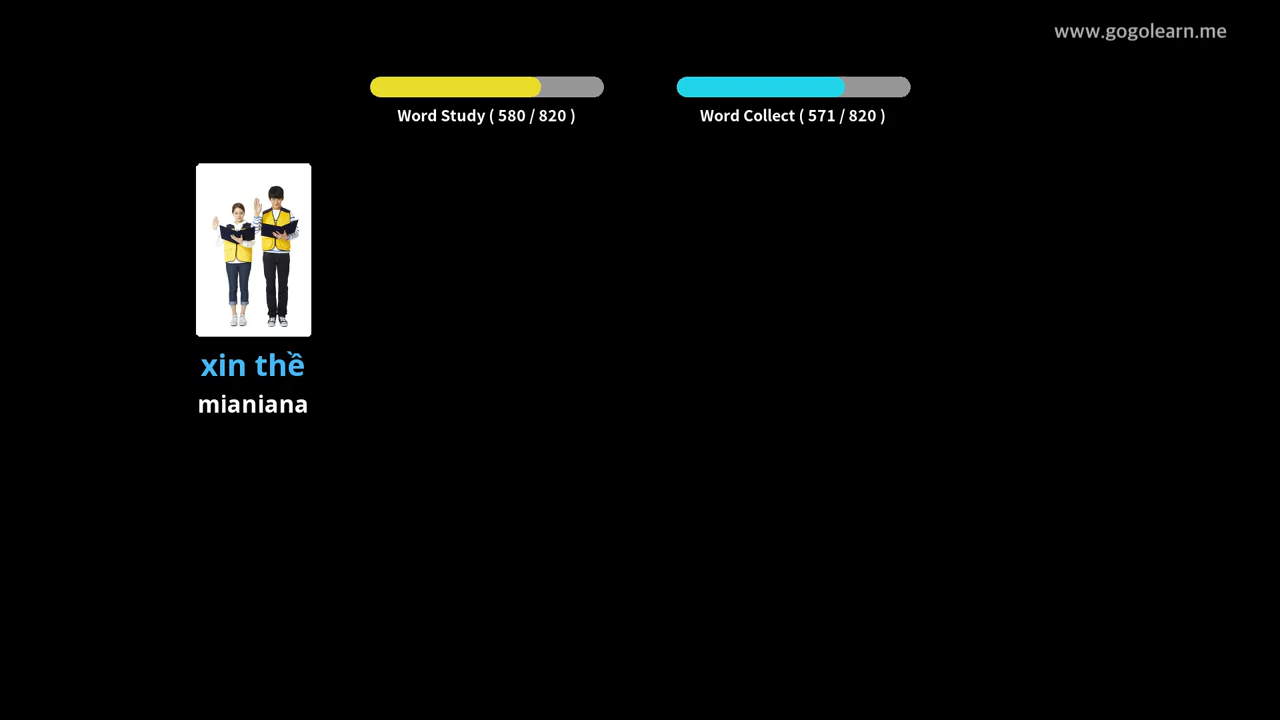 www.gogolearn.me
Word Study ( 580 / 820 )
Word Collect ( 571 / 820 )
xin thề
mianiana